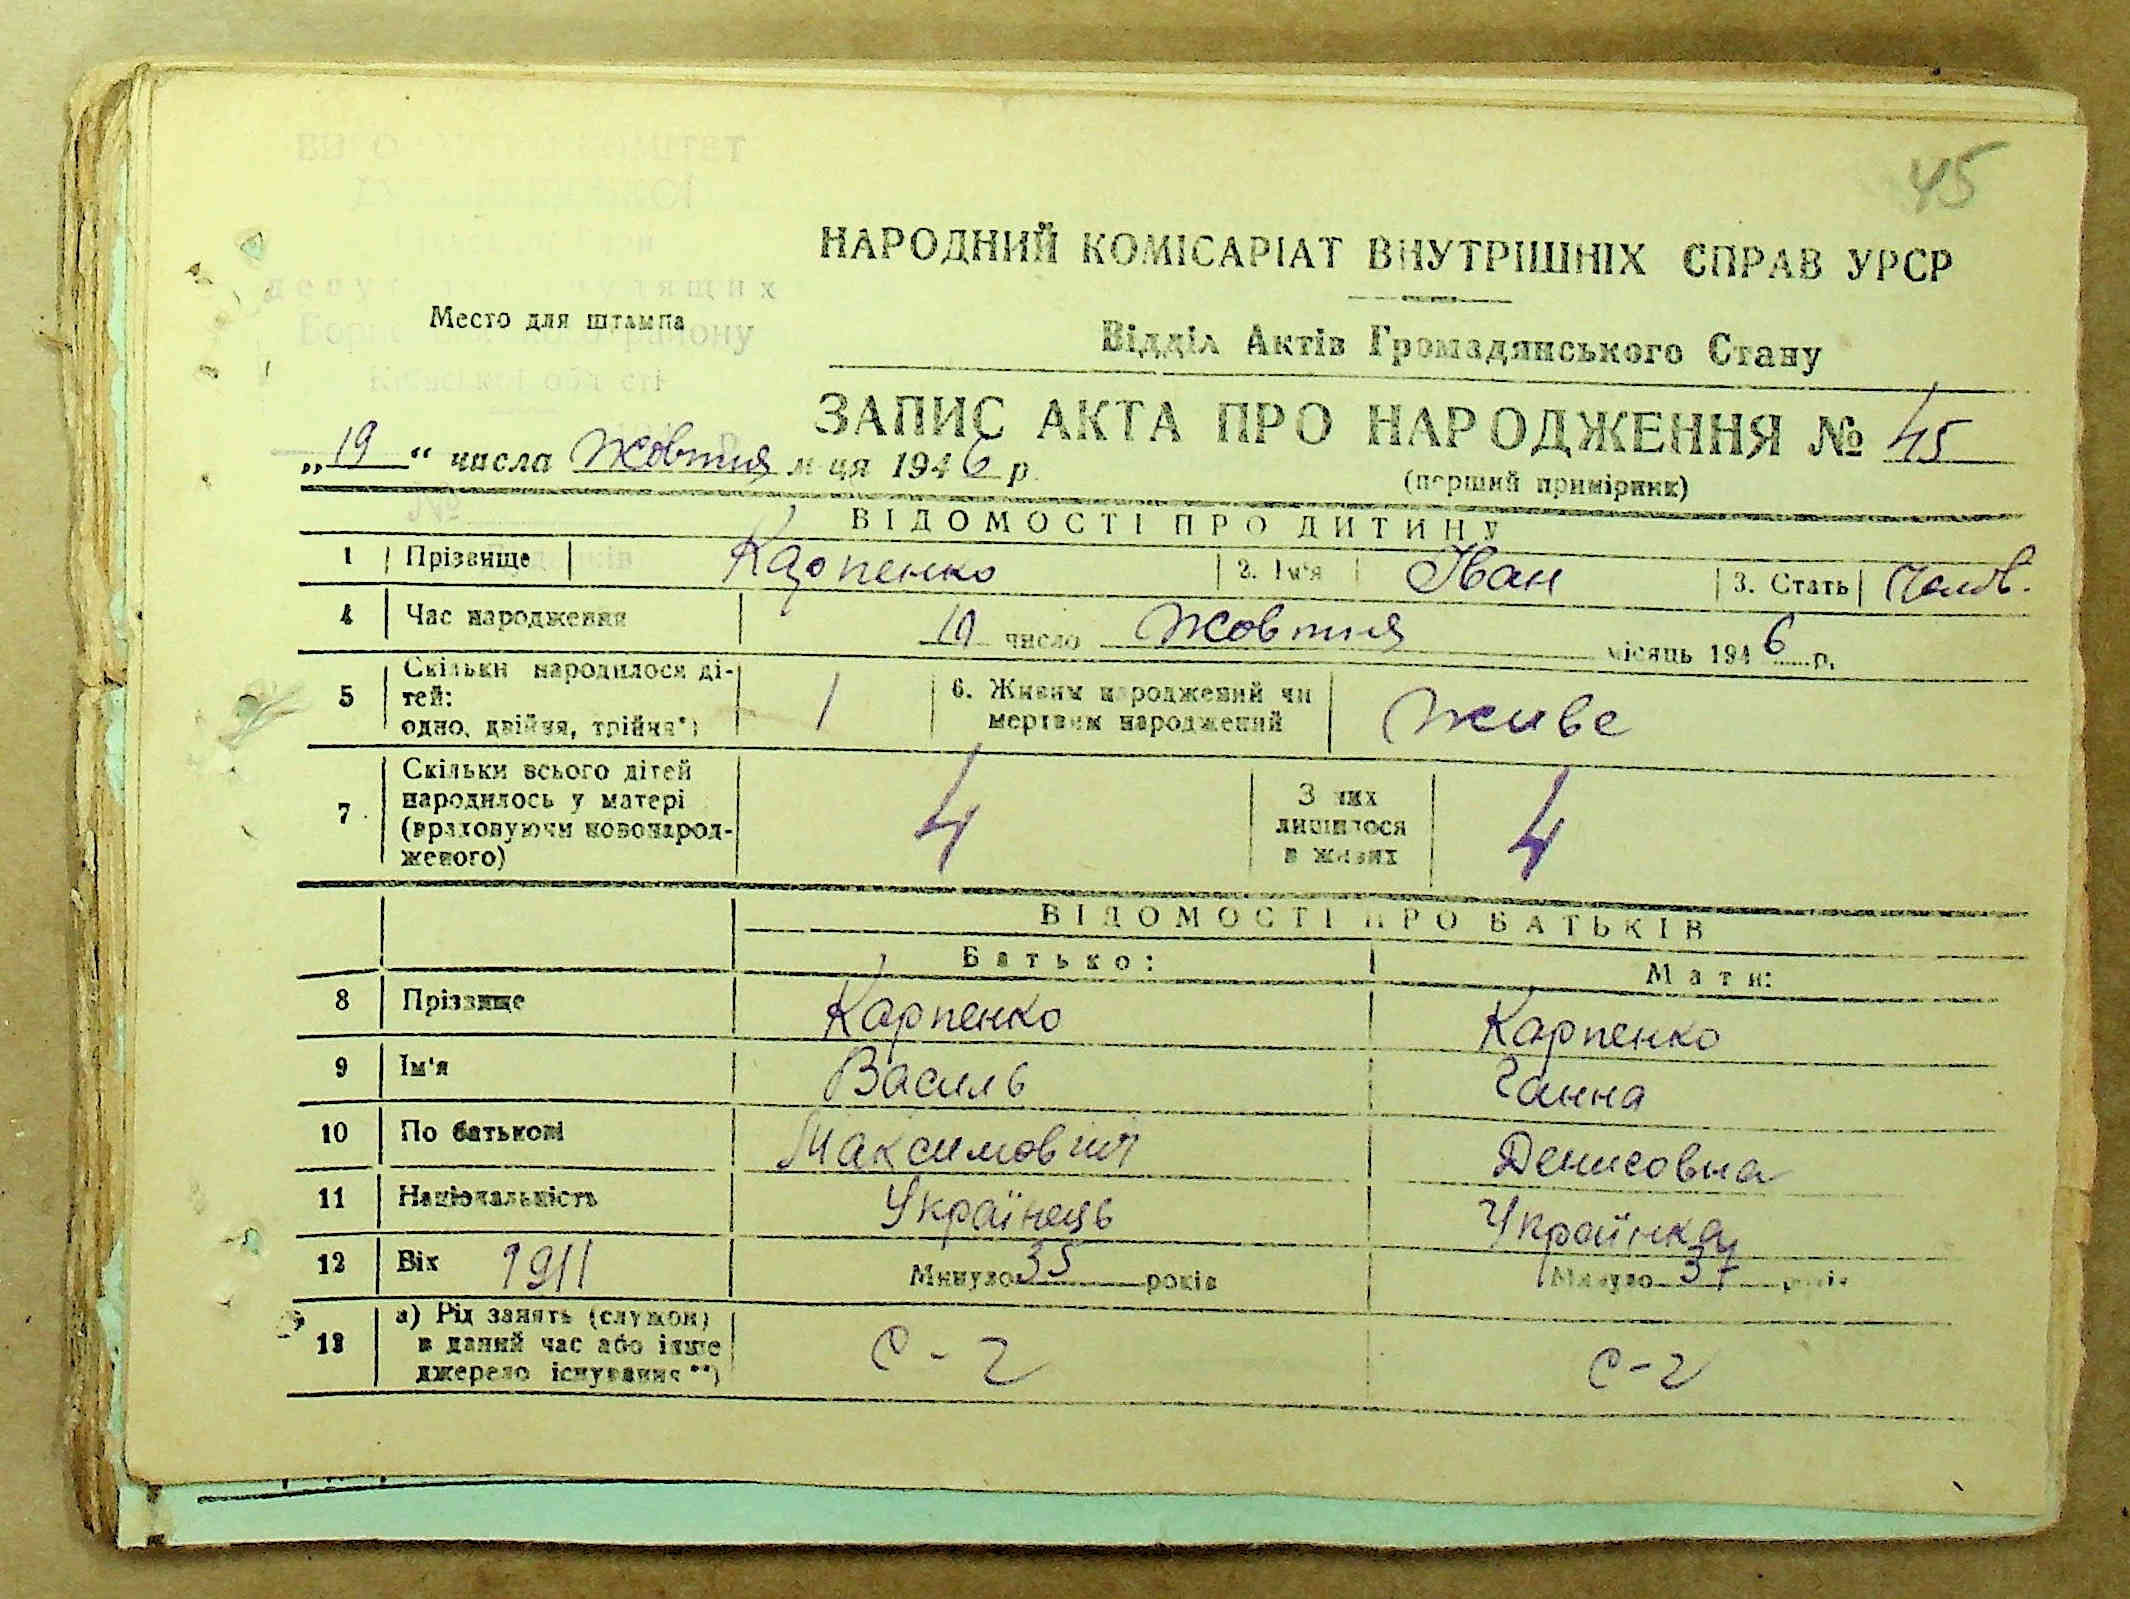 45
НАРОДНИЙ КОМІСАРІАТ ВНУТРІШНІХ СПРАВ УРСР
Место для штампа
Відділ Актів Громадянського Стану
ЗАПИС АКТА ПРО НАРОДЖЕННЯ № 45
„19“ числа Жовтня м-ця 1946 р.
(перший примірник)
ВІДОМОСТІ ПРО ДИТИНУ
1 Прізвище Карпенко 2. Ім'я Іван 3. Стать
4 Час народження число Жовтня місяць 1946 р.
5 Скільки народилося ді-
тей:
одно, двійня, трійня*) 1
6. Живим народжений чи
мертвим народжений живе
7 Скільки всього дітей
народилось у матері
(враховуючи новонарод-
женого) 4
З них
лишилося
в живих 4
ВІДОМОСТІ ПРО БАТЬКІВ
Батько: Мати:
8 Прізвище Карпенко Карпенко
9 Ім'я Василь Ганна
10 По батькові Максимович Денисовна
11 Національність Українець Українка
12 Вік 1911 Минуло 35 років Минуло 37 років
13 а) Рід занять (служби)
в даний час або інше
джерело існування**) с-г с-г